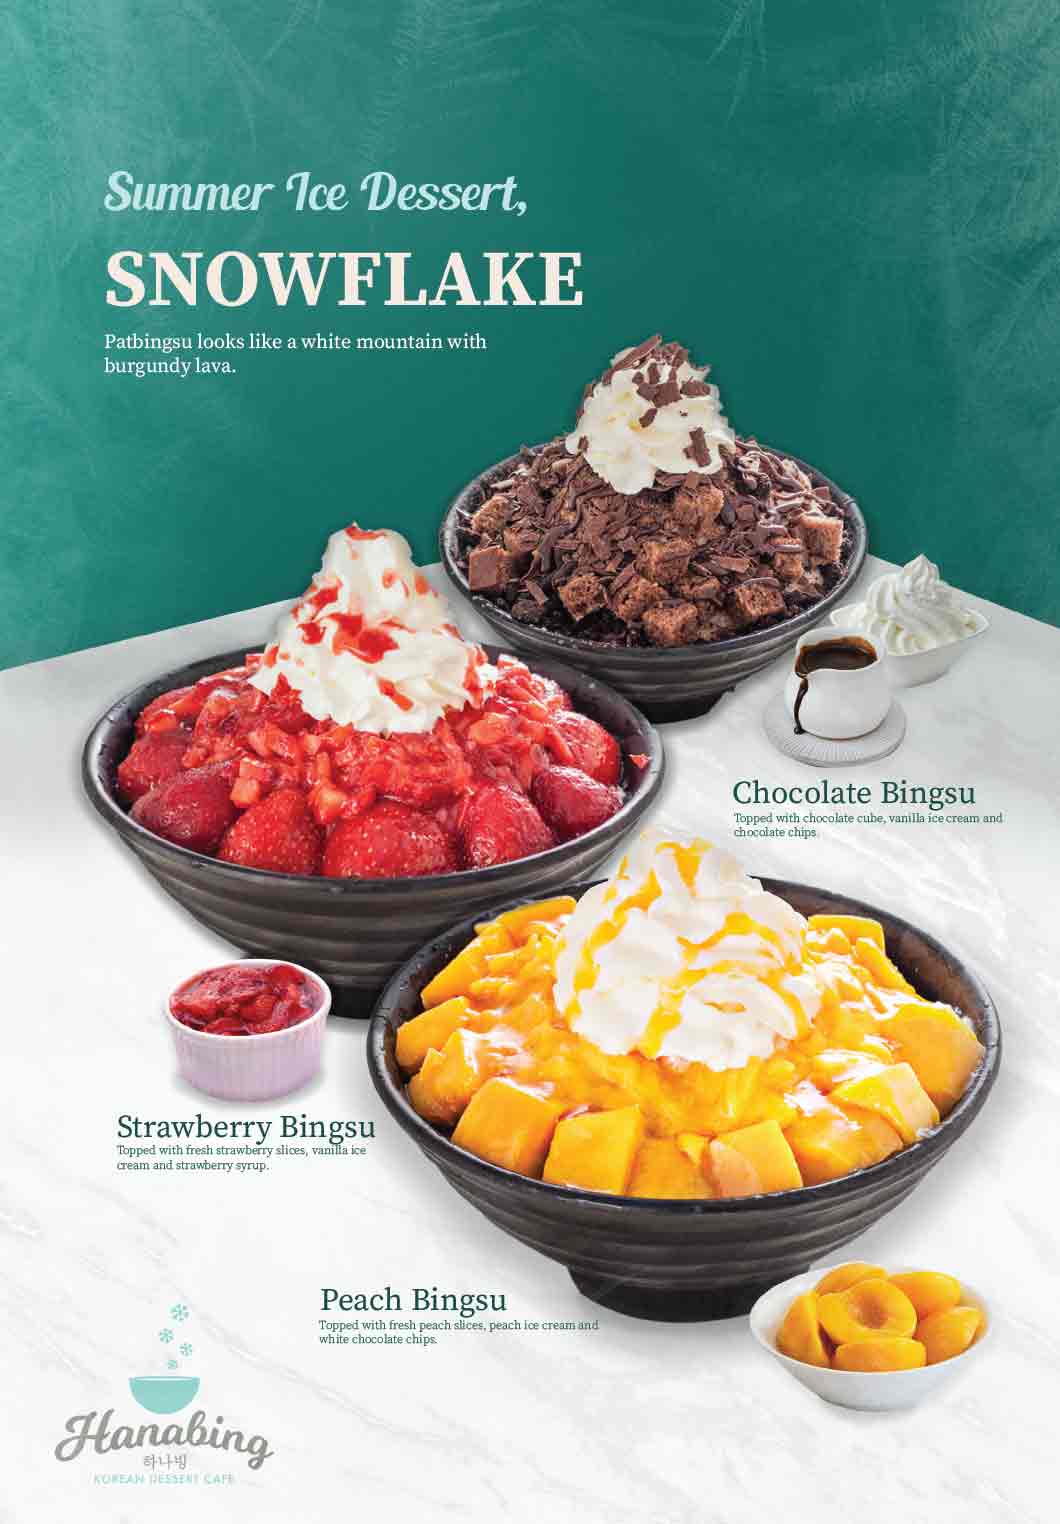 Summer Ice Dessert,
SNOWFLAKE
Patbingsu looks like a white mountain with
burgundy lava.
Chocolate Bingsu
Topped with chocolate cube, vanilla ice cream and
chocolate chips.
Strawberry Bingsu
Topped with fresh strawberry slices, vanilla ice
cream and strawberry syrup.
Peach Bingsu
Topped with fresh peach slices, peach ice cream and
white chocolate chips.
Hanabing
하나빙
KOREAN DESSERT CAFE